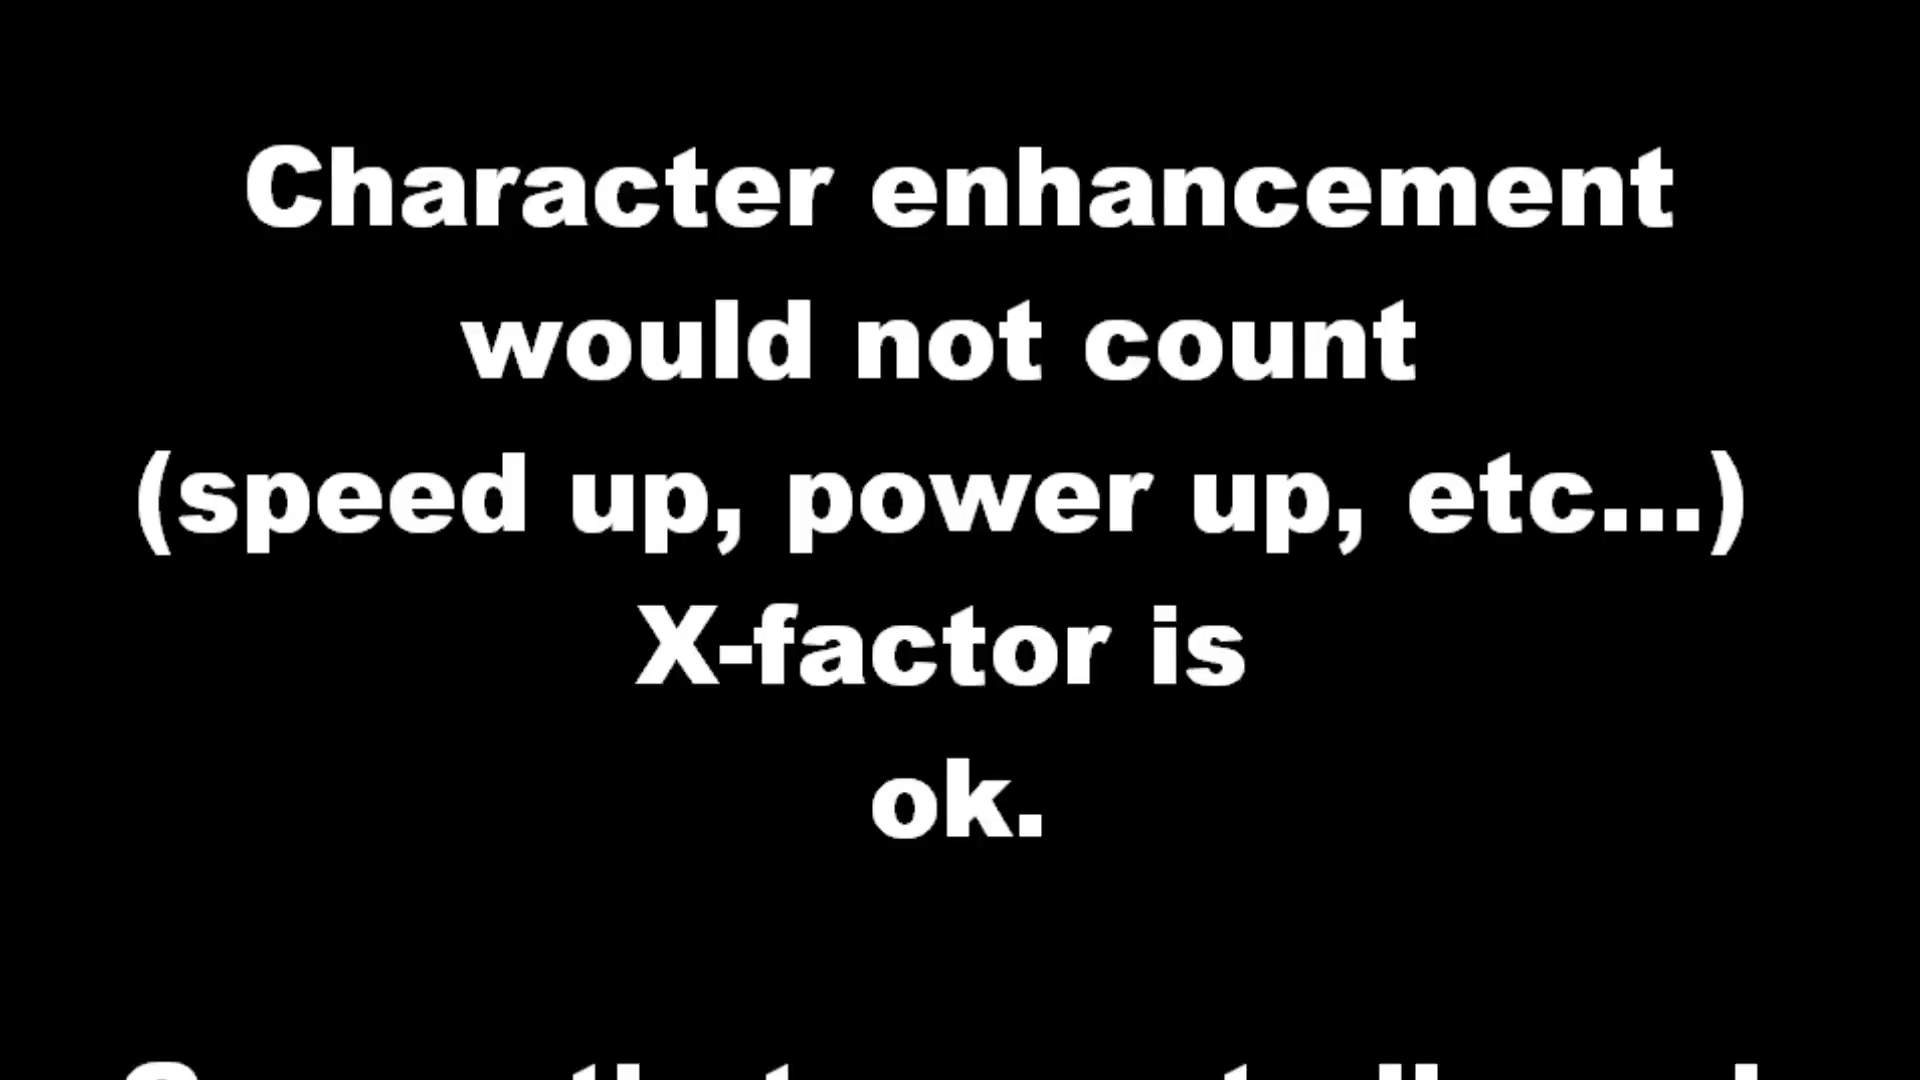 Character enhancement
would not count
(speed up, power up, etc...)
X-factor is
ok.